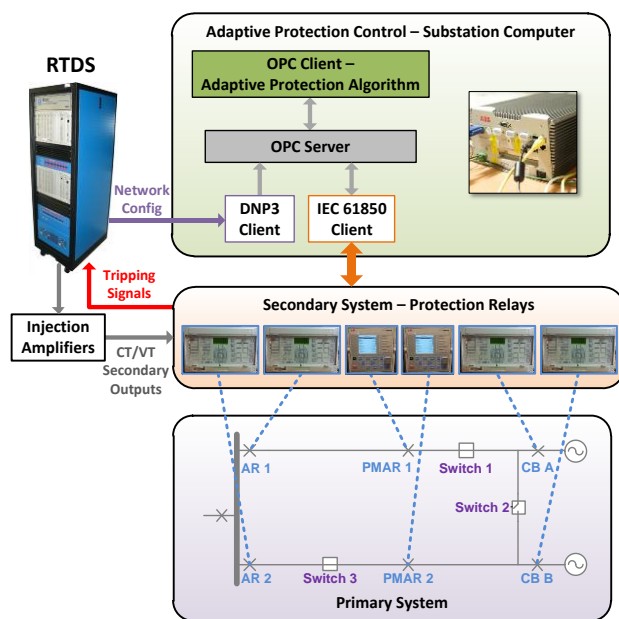 Adaptive Protection Control – Substation Computer
RTDS
OPC Client –
Adaptive Protection Algorithm
OPC Server
Network
Config
DNP3
Client
IEC 61850
Client
Tripping
Signals
Secondary System – Protection Relays
Injection
Amplifiers
CT/VT
Secondary
Outputs
AR 1
PMAR 1
Switch 1
CB A
Switch 2
AR 2
Switch 3
PMAR 2
CB B
Primary System